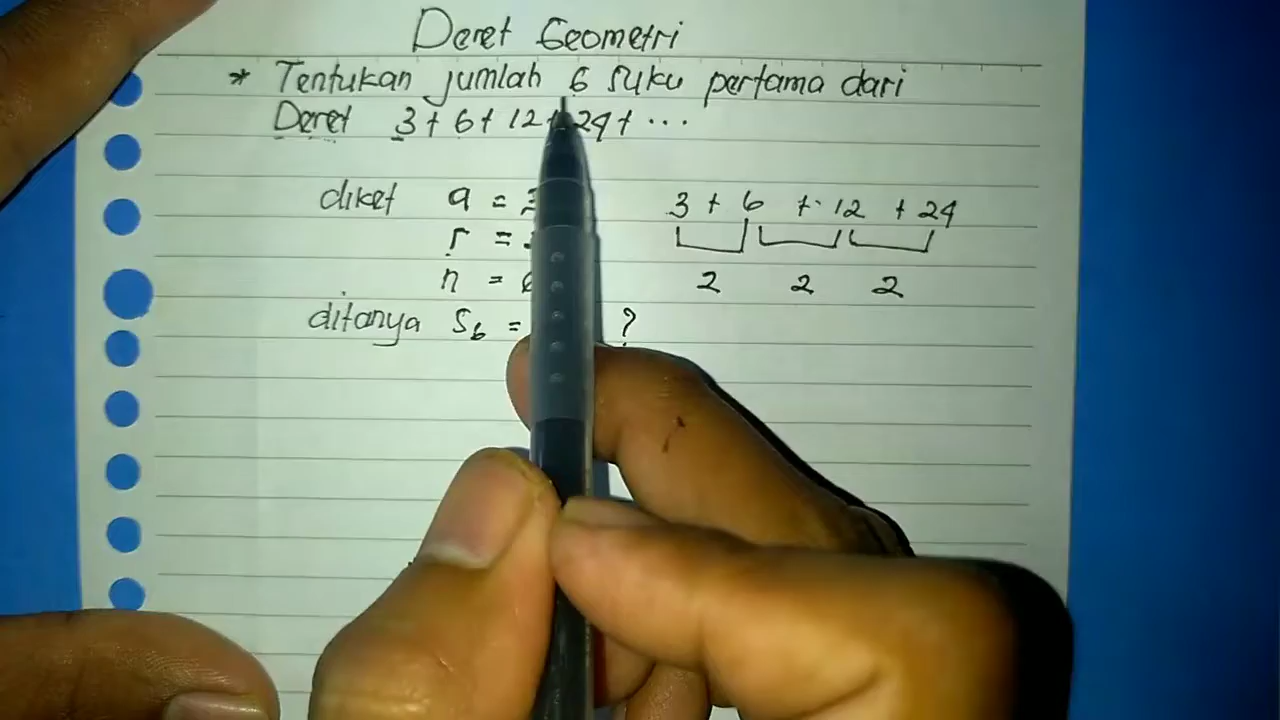 Deret Geometri
* Tentukan jumlah 6 suku pertama dari
Deret 3 + 6 + 12 + 24 + ...
diket a = 3 + 6 + 12 + 24
r =
n = 2 2 2
ditanya S6 = ?